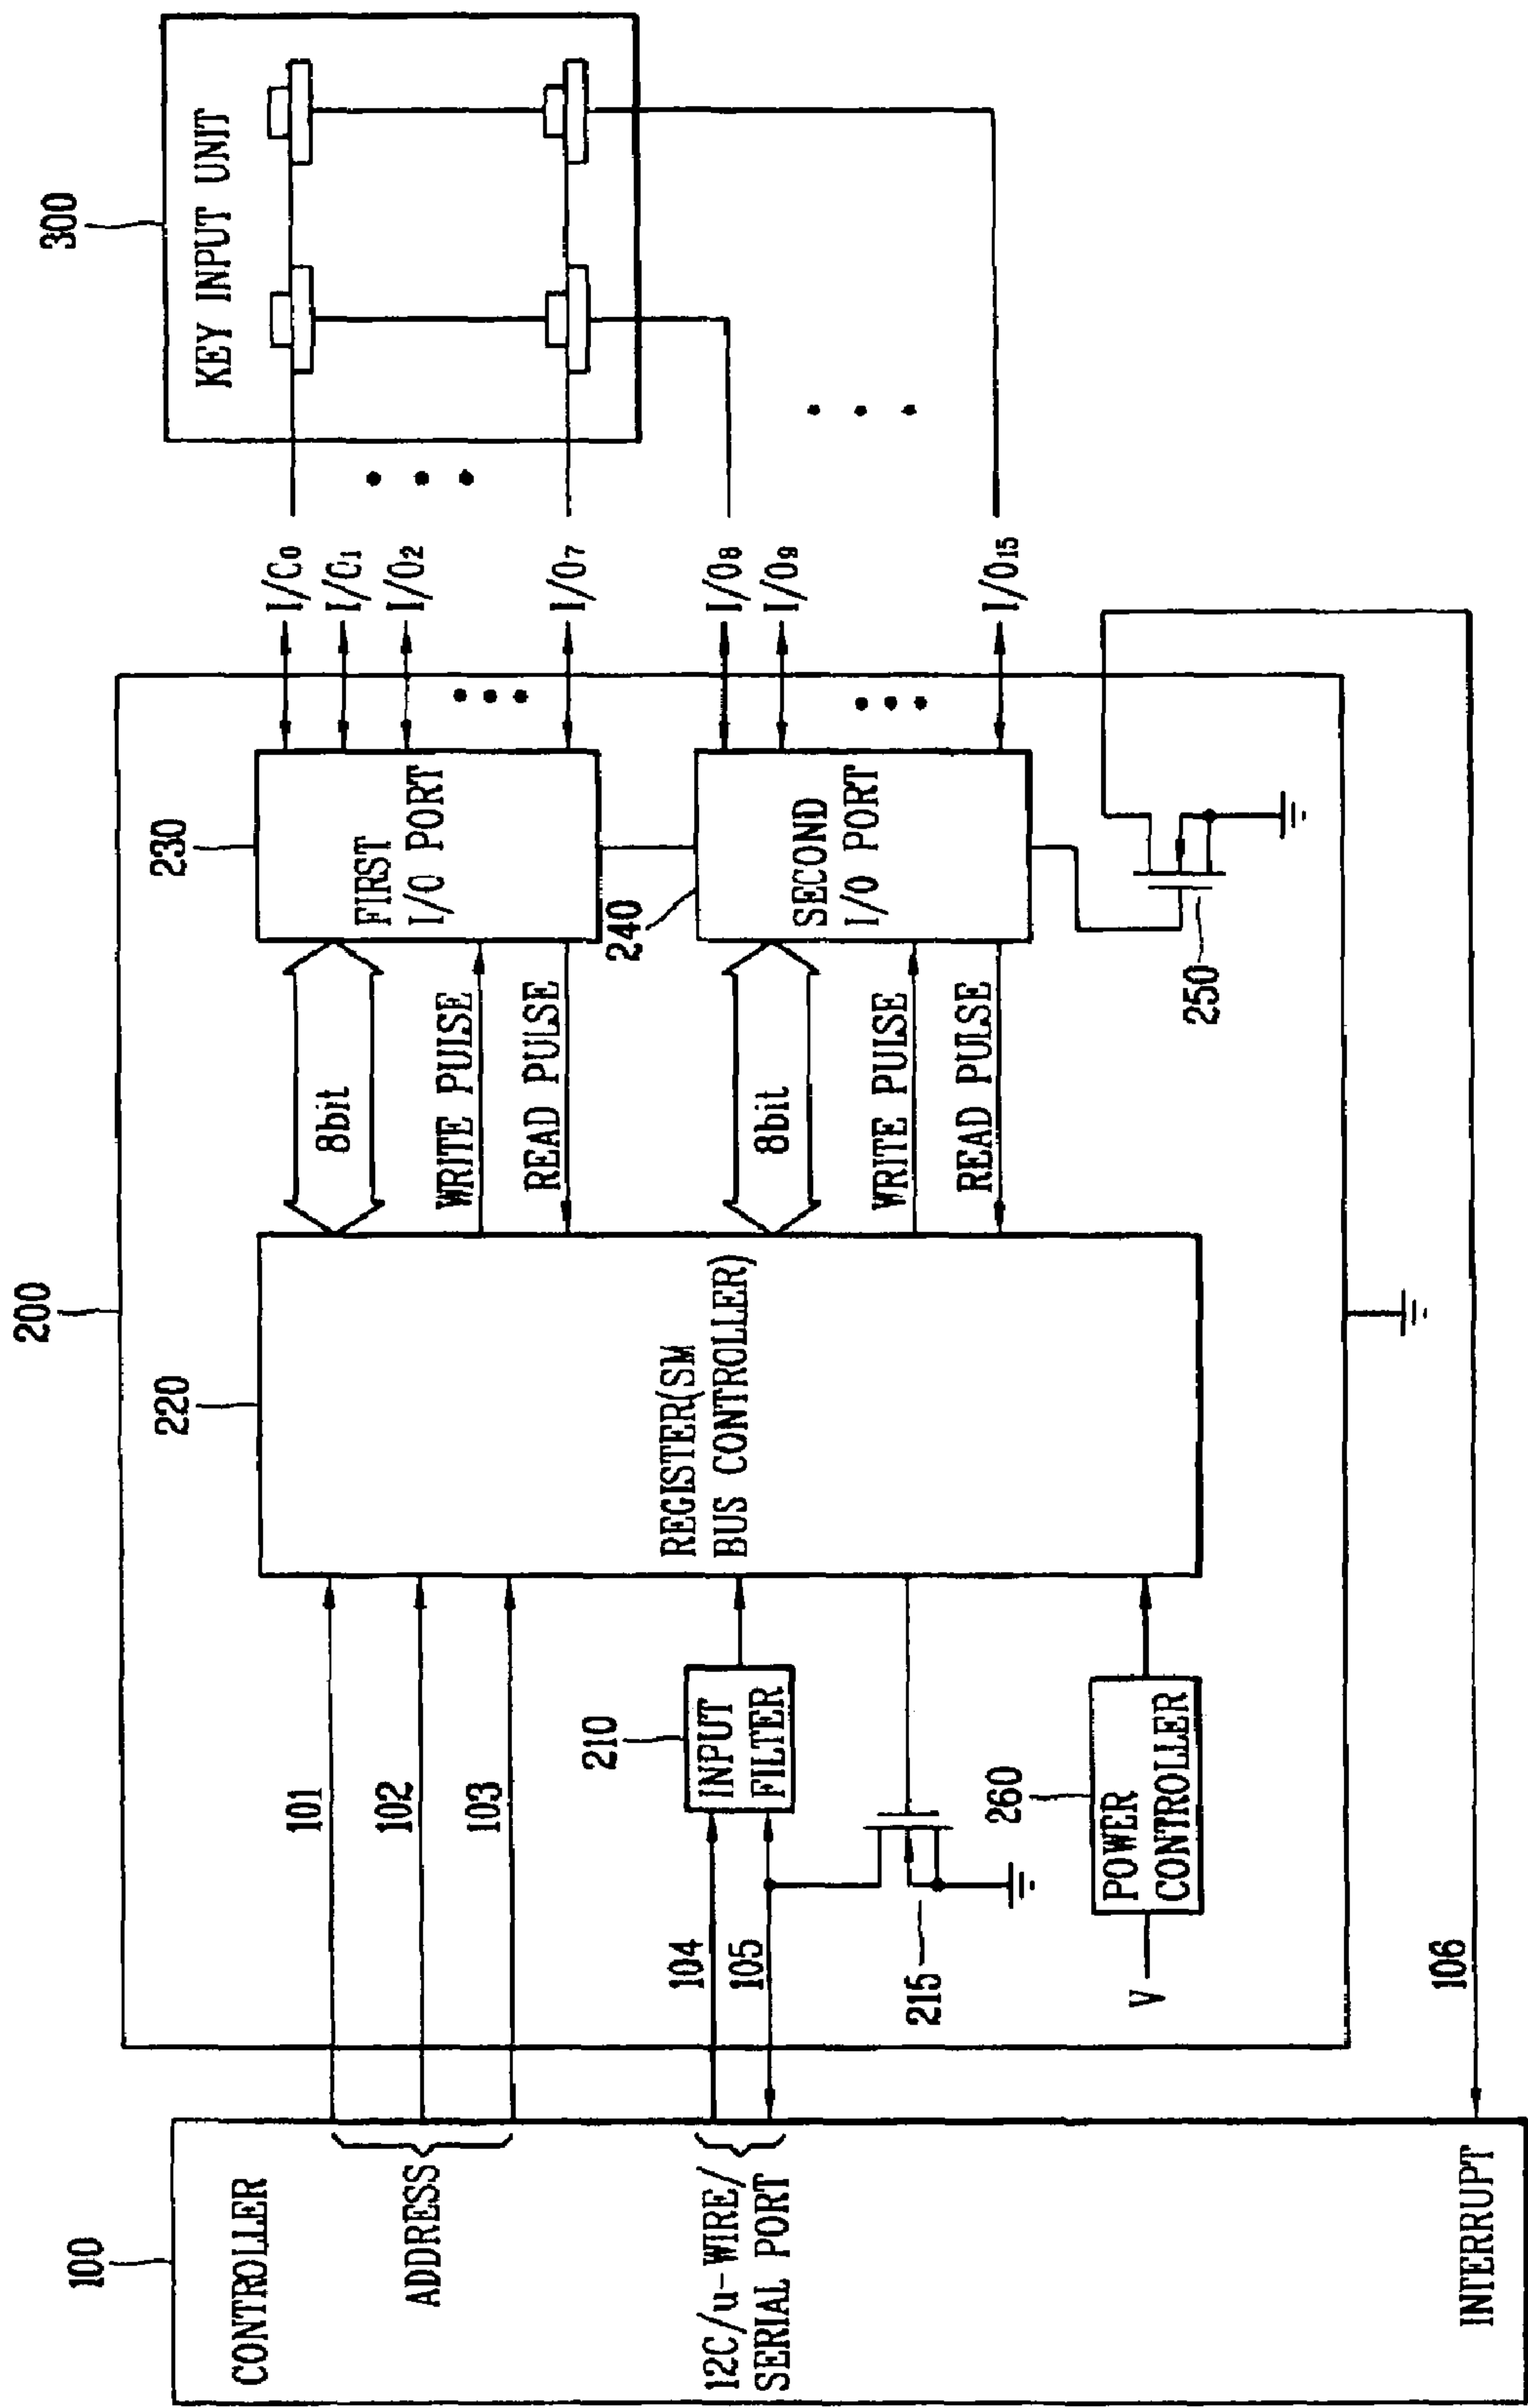 100
CONTROLLER
ADDRESS
12C/u-WIRE/
SERIAL PORT
INTERRUPT
101
102
103
104
105
106
200
210
INPUT
FILTER
215
260
POWER
CONTROLLER
V
220
REGISTER(SM
BUS CONTROLLER)
8bit
WRITE PULSE
READ PULSE
8bit
WRITE PULSE
READ PULSE
230
FIRST
I/O PORT
240
SECOND
I/O PORT
250
I/O0
I/O1
I/O2
I/O7
I/O8
I/O9
I/O15
300
KEY INPUT UNIT